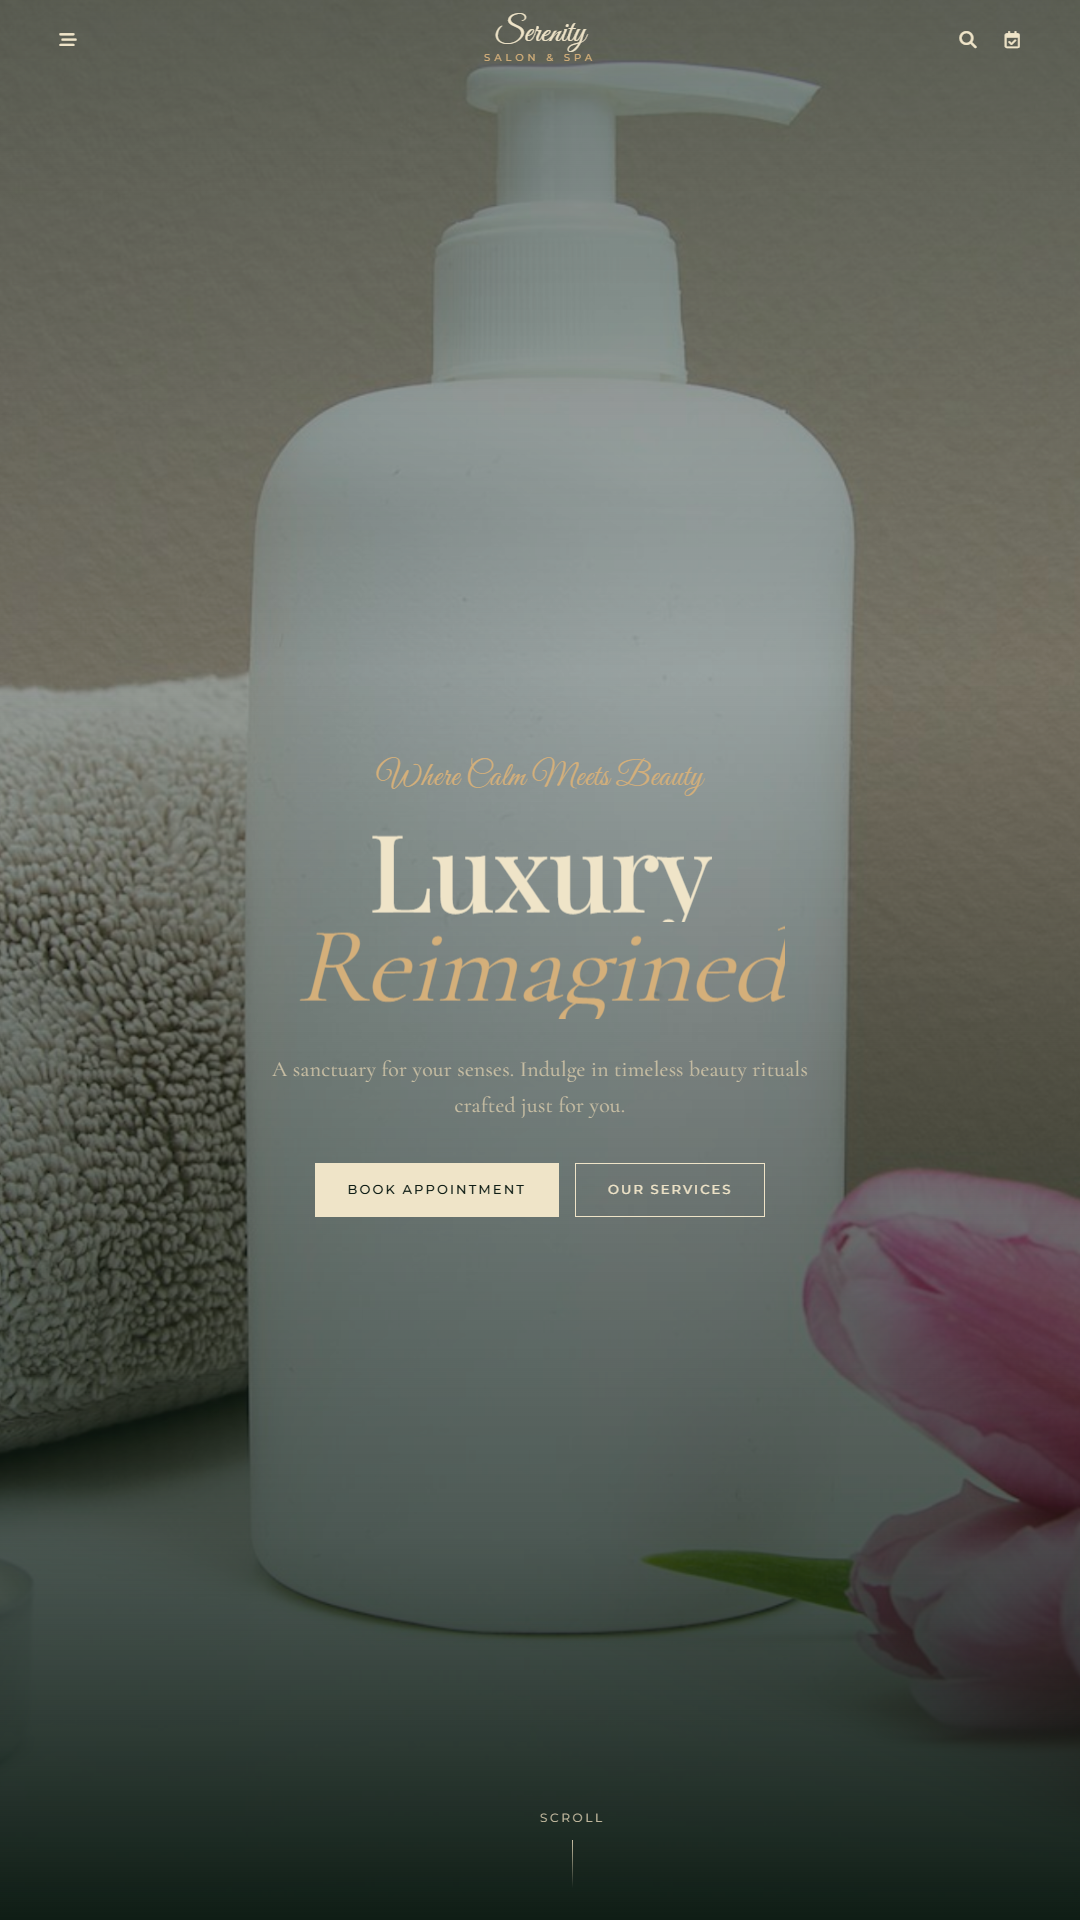 Serenity
SALON & SPA
Where Calm Meets Beauty
Luxury
Reimagined
A sanctuary for your senses. Indulge in timeless beauty rituals
crafted just for you.
BOOK APPOINTMENT
OUR SERVICES
SCROLL